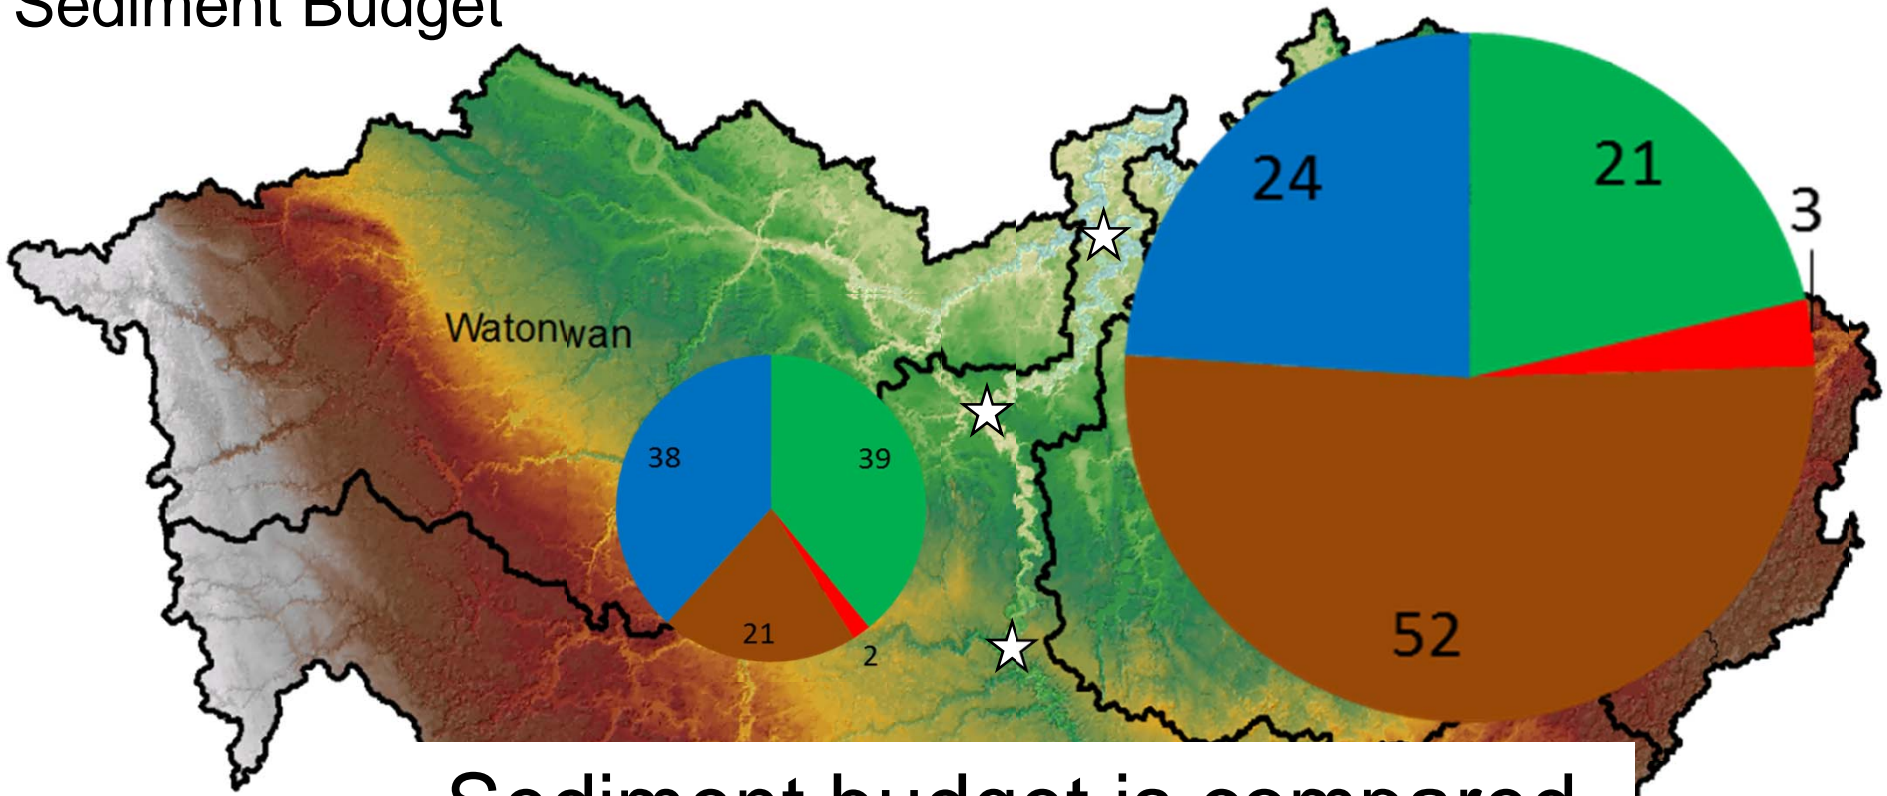 Sediment Budget
24
21
3
Watonwan
38
39
52
21
2
Sediment budget is compared